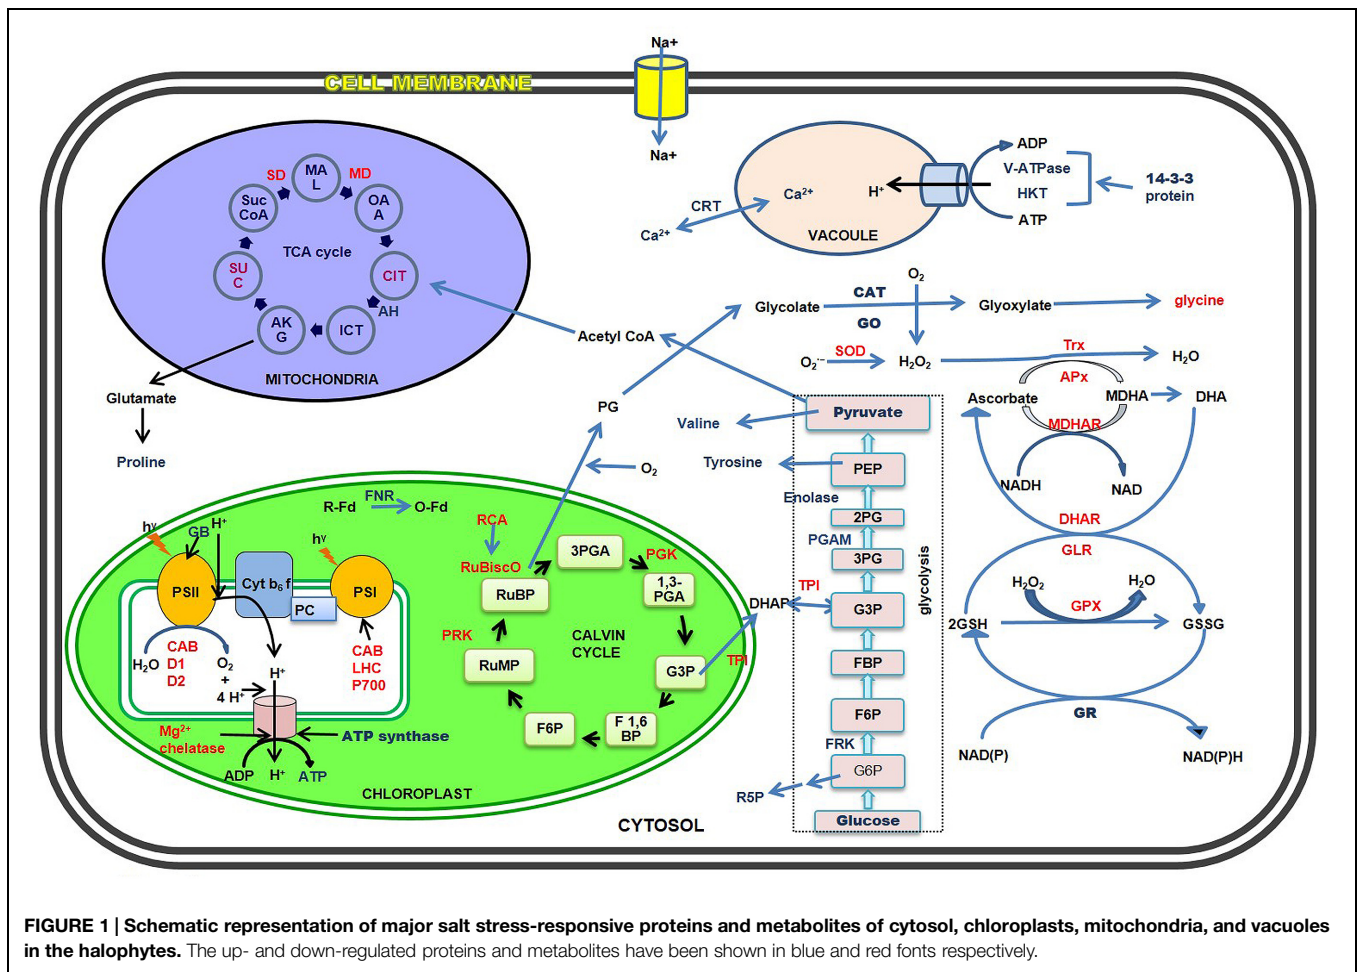 Na+
CELL MEMBRANE
Na+
SD
MA
L
MD
Suc
CoA
OA
A
TCA cycle
SU
C
CIT
AH
AK
G
ICT
MITOCHONDRIA
Glutamate
Proline
ADP
V-ATPase
HKT
ATP
14-3-3
protein
H⁺
Ca²⁺
CRT
Ca²⁺
VACOULE
O₂
CAT
Glycolate
Glyoxylate
glycine
GO
Acetyl CoA
O₂˙⁻
SOD
H₂O₂
Trx
H₂O
APx
Ascorbate
MDHA
DHA
MDHAR
NADH
NAD
DHAR
GLR
H₂O₂
H₂O
GPX
2GSH
GSSG
GR
NAD(P)
NAD(P)H
PG
O₂
Valine
Tyrosine
Pyruvate
PEP
Enolase
2PG
PGAM
3PG
TPI
DHAP
G3P
FBP
F6P
FRK
G6P
R5P
Glucose
glycolysis
R-Fd
FNR
O-Fd
hᵞ
GB
H⁺
hᵞ
PSII
Cyt b₆ f
PC
PSI
H₂O
CAB
D1
D2
O₂
+
4 H⁺
H⁺
CAB
LHC
P700
Mg²⁺
chelatase
ATP synthase
ADP
H⁺
ATP
CHLOROPLAST
RCA
RuBiscO
RuBP
3PGA
PGK
1,3-
PGA
PRK
RuMP
CALVIN
CYCLE
G3P
TPI
F6P
F 1,6
BP
CYTOSOL
FIGURE 1 | Schematic representation of major salt stress-responsive proteins and metabolites of cytosol, chloroplasts, mitochondria, and vacuoles
in the halophytes. The up- and down-regulated proteins and metabolites have been shown in blue and red fonts respectively.